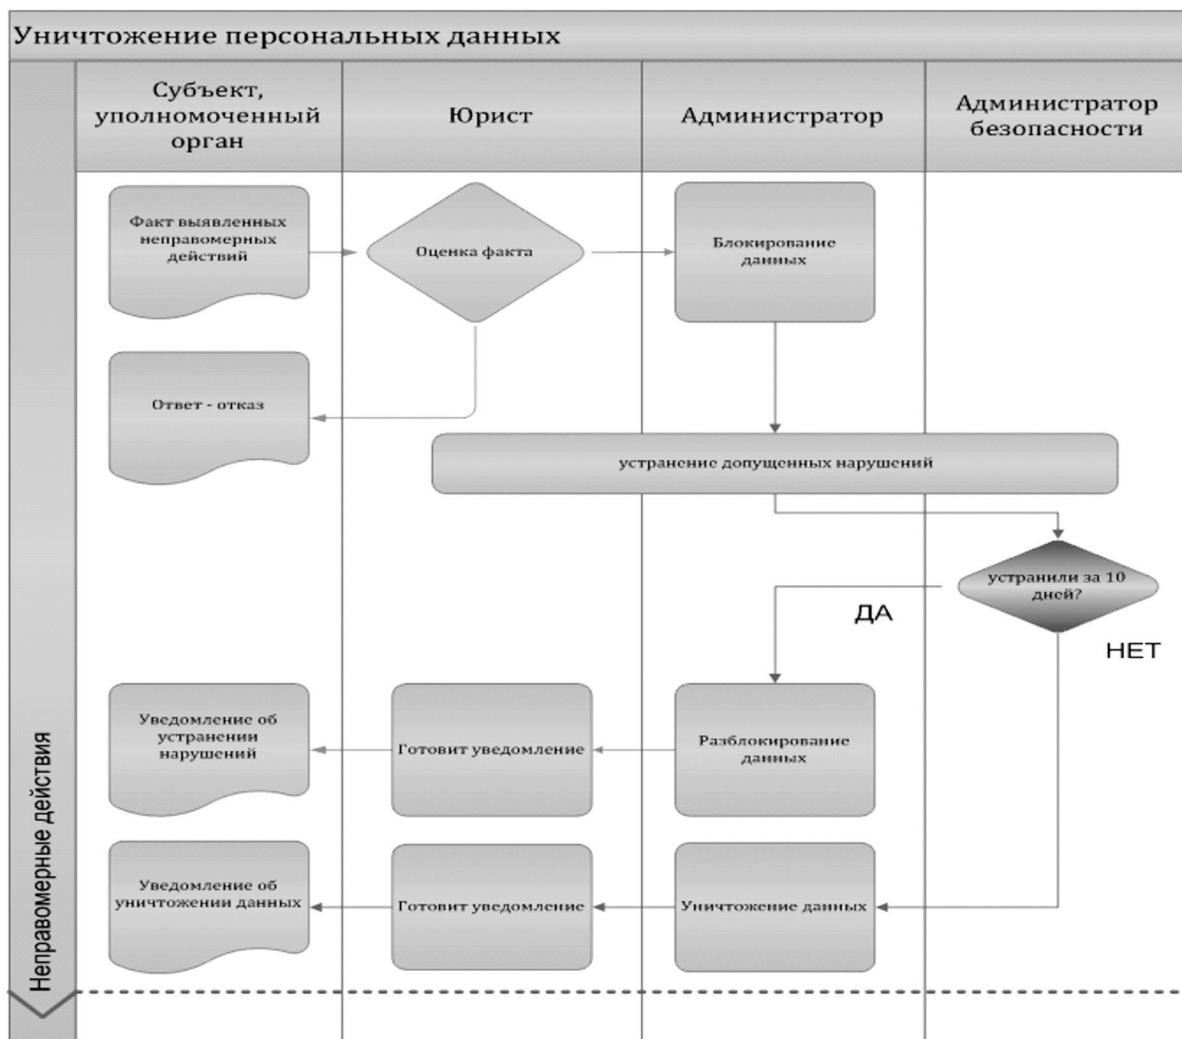 Уничтожение персональных данных
Субъект,
уполномоченный
орган
Юрист
Администратор
Администратор
безопасности
Факт выявленных
неправомерных
действий
Оценка факта
Блокирование
данных
Ответ - отказ
устранение допущенных нарушений
устранили за 10
дней?
ДА
НЕТ
Уведомление об
устранении
нарушений
Готовит уведомление
Разблокирование
данных
Уведомление об
уничтожении данных
Готовит уведомление
Уничтожение данных
Неправомерные действия